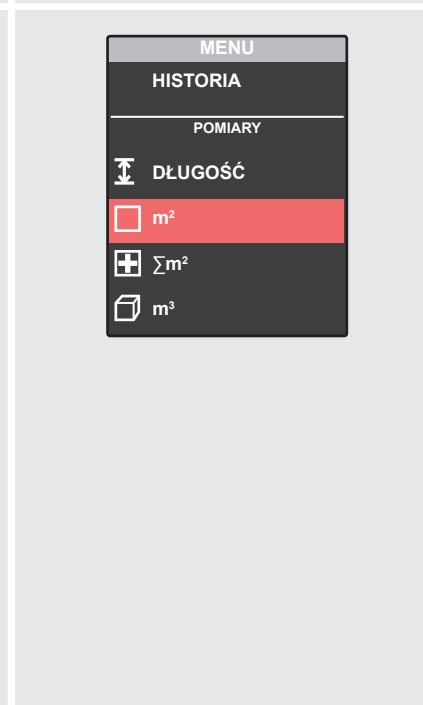 MENU
HISTORIA
POMIARY
DŁUGOŚĆ
m²
∑m²
m³